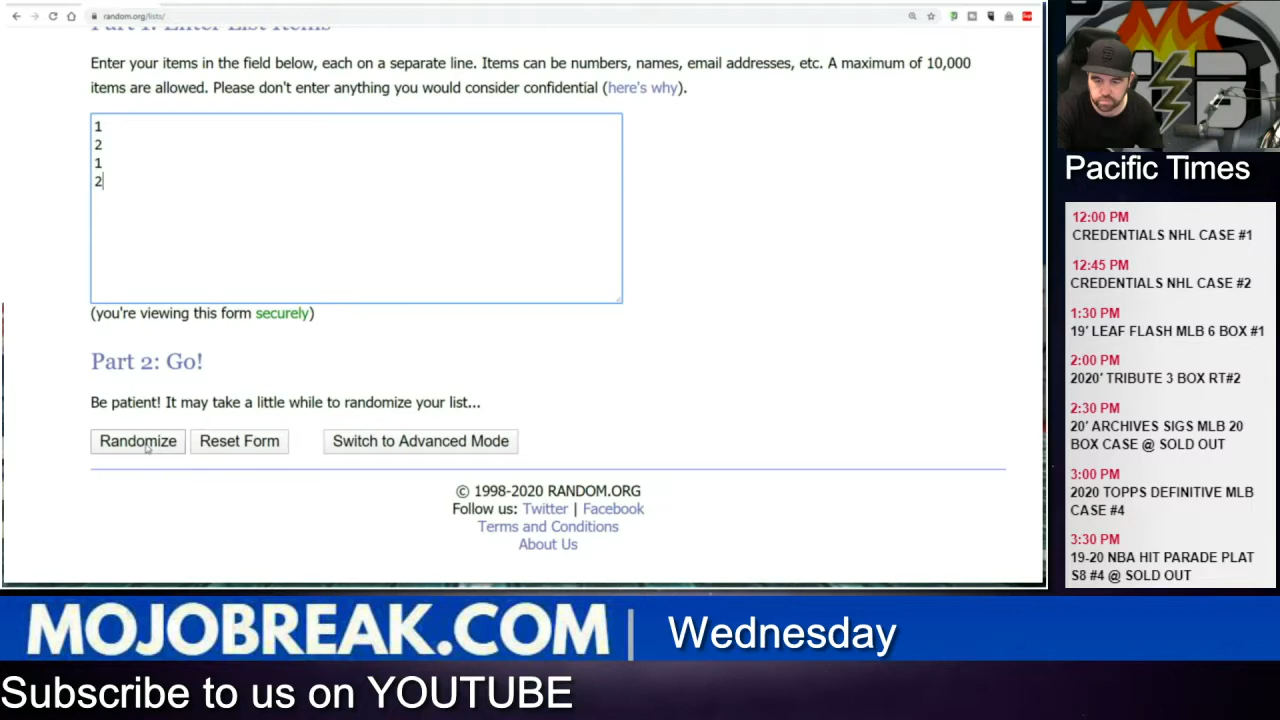 random.org/lists/
Part 1: Enter List Items
Enter your items in the field below, each on a separate line. Items can be numbers, names, email addresses, etc. A maximum of 10,000
items are allowed. Please don't enter anything you would consider confidential (here's why).
1
2
1
2
(you're viewing this form securely)
Part 2: Go!
Be patient! It may take a little while to randomize your list...
Randomize
Reset Form
Switch to Advanced Mode
© 1998-2020 RANDOM.ORG
Follow us: Twitter | Facebook
Terms and Conditions
About Us
Pacific Times
12:00 PM
CREDENTIALS NHL CASE #1
12:45 PM
CREDENTIALS NHL CASE #2
1:30 PM
19' LEAF FLASH MLB 6 BOX #1
2:00 PM
2020' TRIBUTE 3 BOX RT#2
2:30 PM
20' ARCHIVES SIGS MLB 20
BOX CASE @ SOLD OUT
3:00 PM
2020 TOPPS DEFINITIVE MLB
CASE #4
3:30 PM
19-20 NBA HIT PARADE PLAT
S8 #4 @ SOLD OUT
MOJOBREAK.COM | Wednesday
Subscribe to us on YOUTUBE